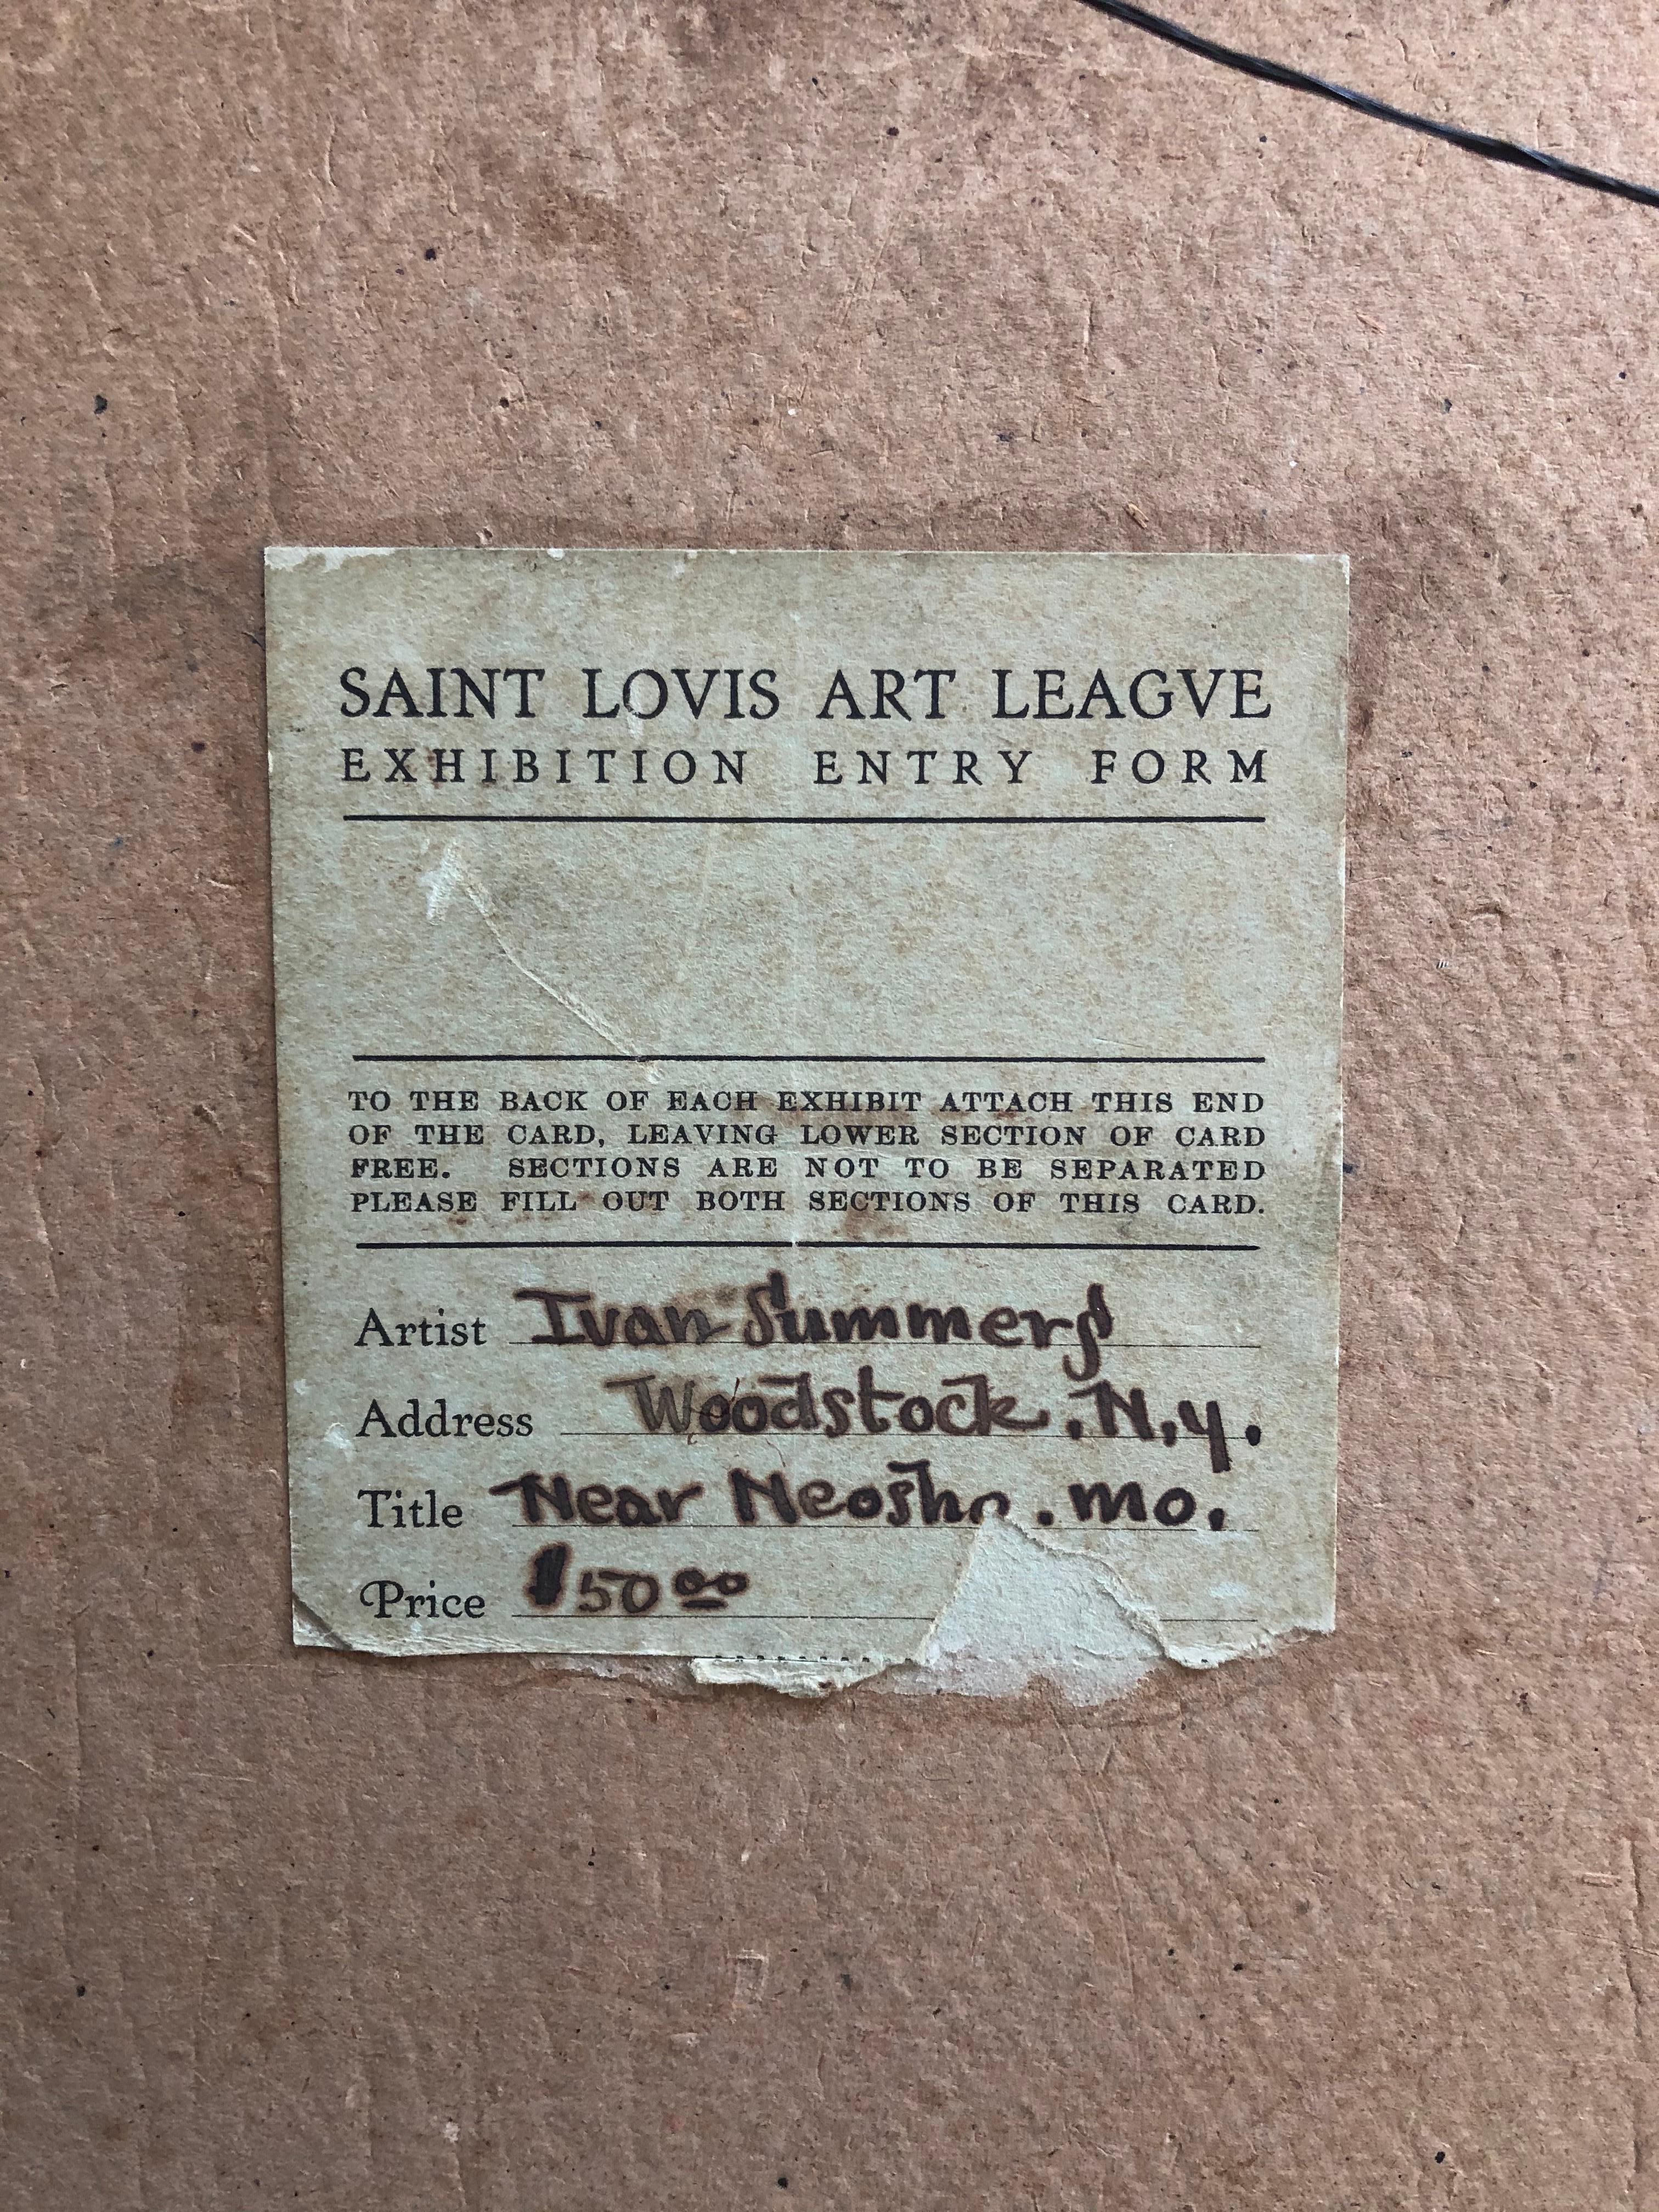 SAINT LOVIS ART LEAGVE
EXHIBITION ENTRY FORM
TO THE BACK OF EACH EXHIBIT ATTACH THIS END
OF THE CARD, LEAVING LOWER SECTION OF CARD
FREE. SECTIONS ARE NOT TO BE SEPARATED
PLEASE FILL OUT BOTH SECTIONS OF THIS CARD.
Artist Ivan Summers
Address Woodstock, N.y.
Title Near Neosho. mo.
Price $50 00